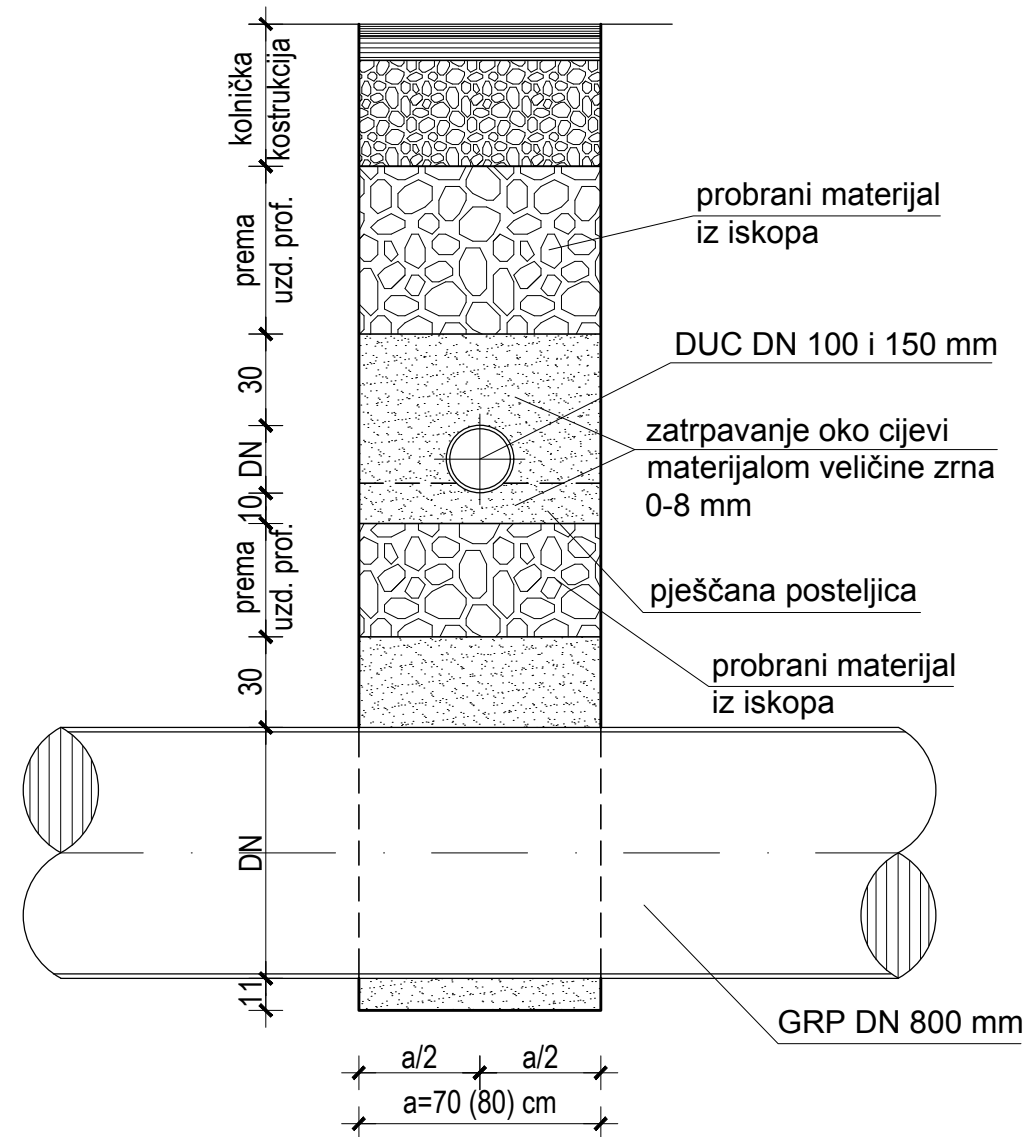 kolnička
kostrukcija
prema
uzd. prof.
30
DN
10
prema
uzd. prof.
30
DN
11
probrani materijal
iz iskopa
DUC DN 100 i 150 mm
zatrpavanje oko cijevi
materijalom veličine zrna
0-8 mm
pješčana posteljica
probrani materijal
iz iskopa
GRP DN 800 mm
a/2
a/2
a=70 (80) cm